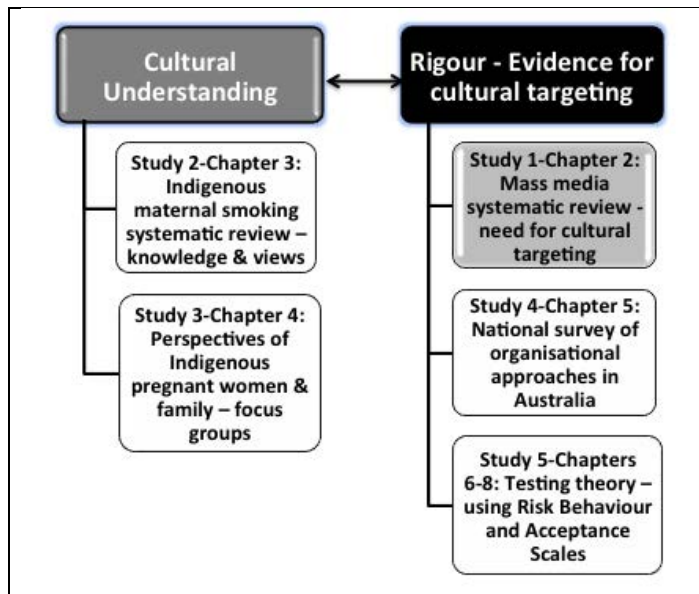 Cultural
Understanding
Study 2-Chapter 3:
Indigenous
maternal smoking
systematic review –
knowledge & views
Study 3-Chapter 4:
Perspectives of
Indigenous
pregnant women &
family – focus
groups
Rigour - Evidence for
cultural targeting
Study 1-Chapter 2:
Mass media
systematic review -
need for cultural
targeting
Study 4-Chapter 5:
National survey of
organisational
approaches in
Australia
Study 5-Chapters
6-8: Testing theory –
using Risk Behaviour
and Acceptance
Scales